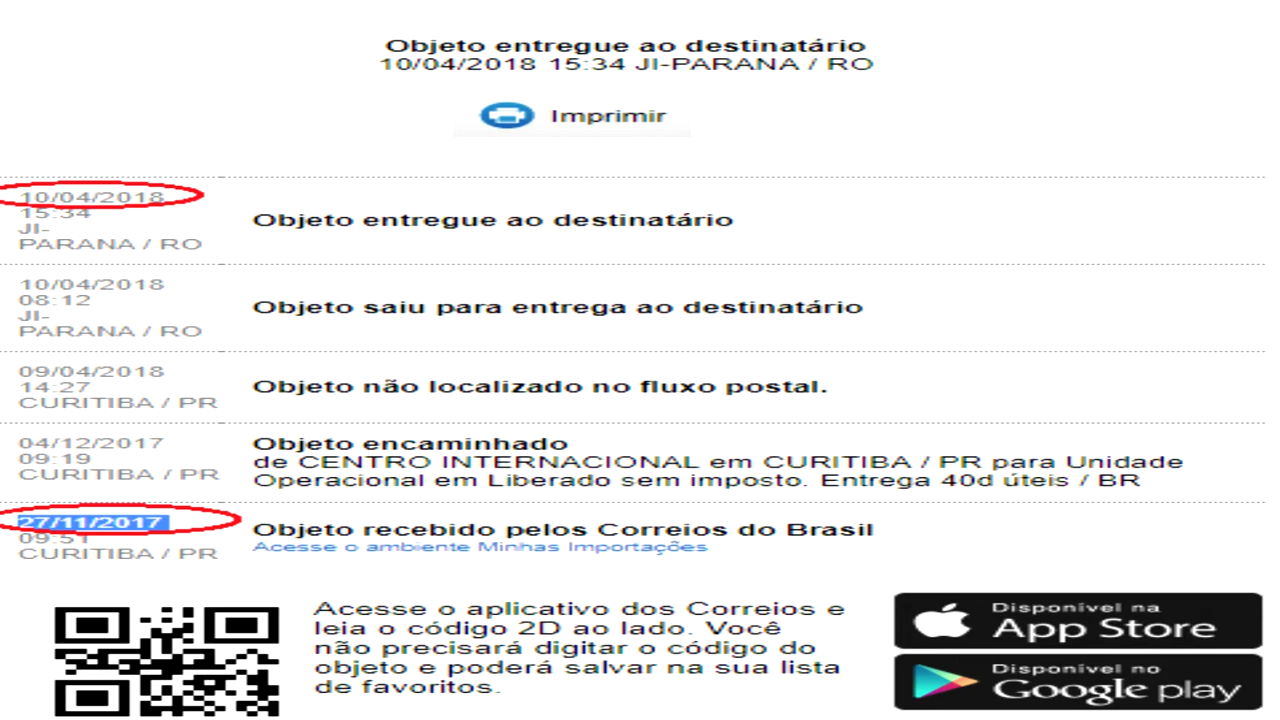 Objeto entregue ao destinatário
10/04/2018 15:34 JI-PARANA / RO
Imprimir
10/04/2018
15:34
JI-
PARANA / RO
Objeto entregue ao destinatário
10/04/2018
08:12
JI-
PARANA / RO
Objeto saiu para entrega ao destinatário
09/04/2018
14:27
CURITIBA / PR
Objeto não localizado no fluxo postal.
04/12/2017
09:19
CURITIBA / PR
Objeto encaminhado
de CENTRO INTERNACIONAL em CURITIBA / PR para Unidade
Operacional em Liberado sem imposto. Entrega 40d úteis / BR
27/11/2017
09:51
CURITIBA / PR
Objeto recebido pelos Correios do Brasil
Acesse o ambiente Minhas Importações
Acesse o aplicativo dos Correios e
leia o código 2D ao lado. Você
não precisará digitar o código do
objeto e poderá salvar na sua lista
de favoritos.
Disponível na
App Store
Disponível no
Google play